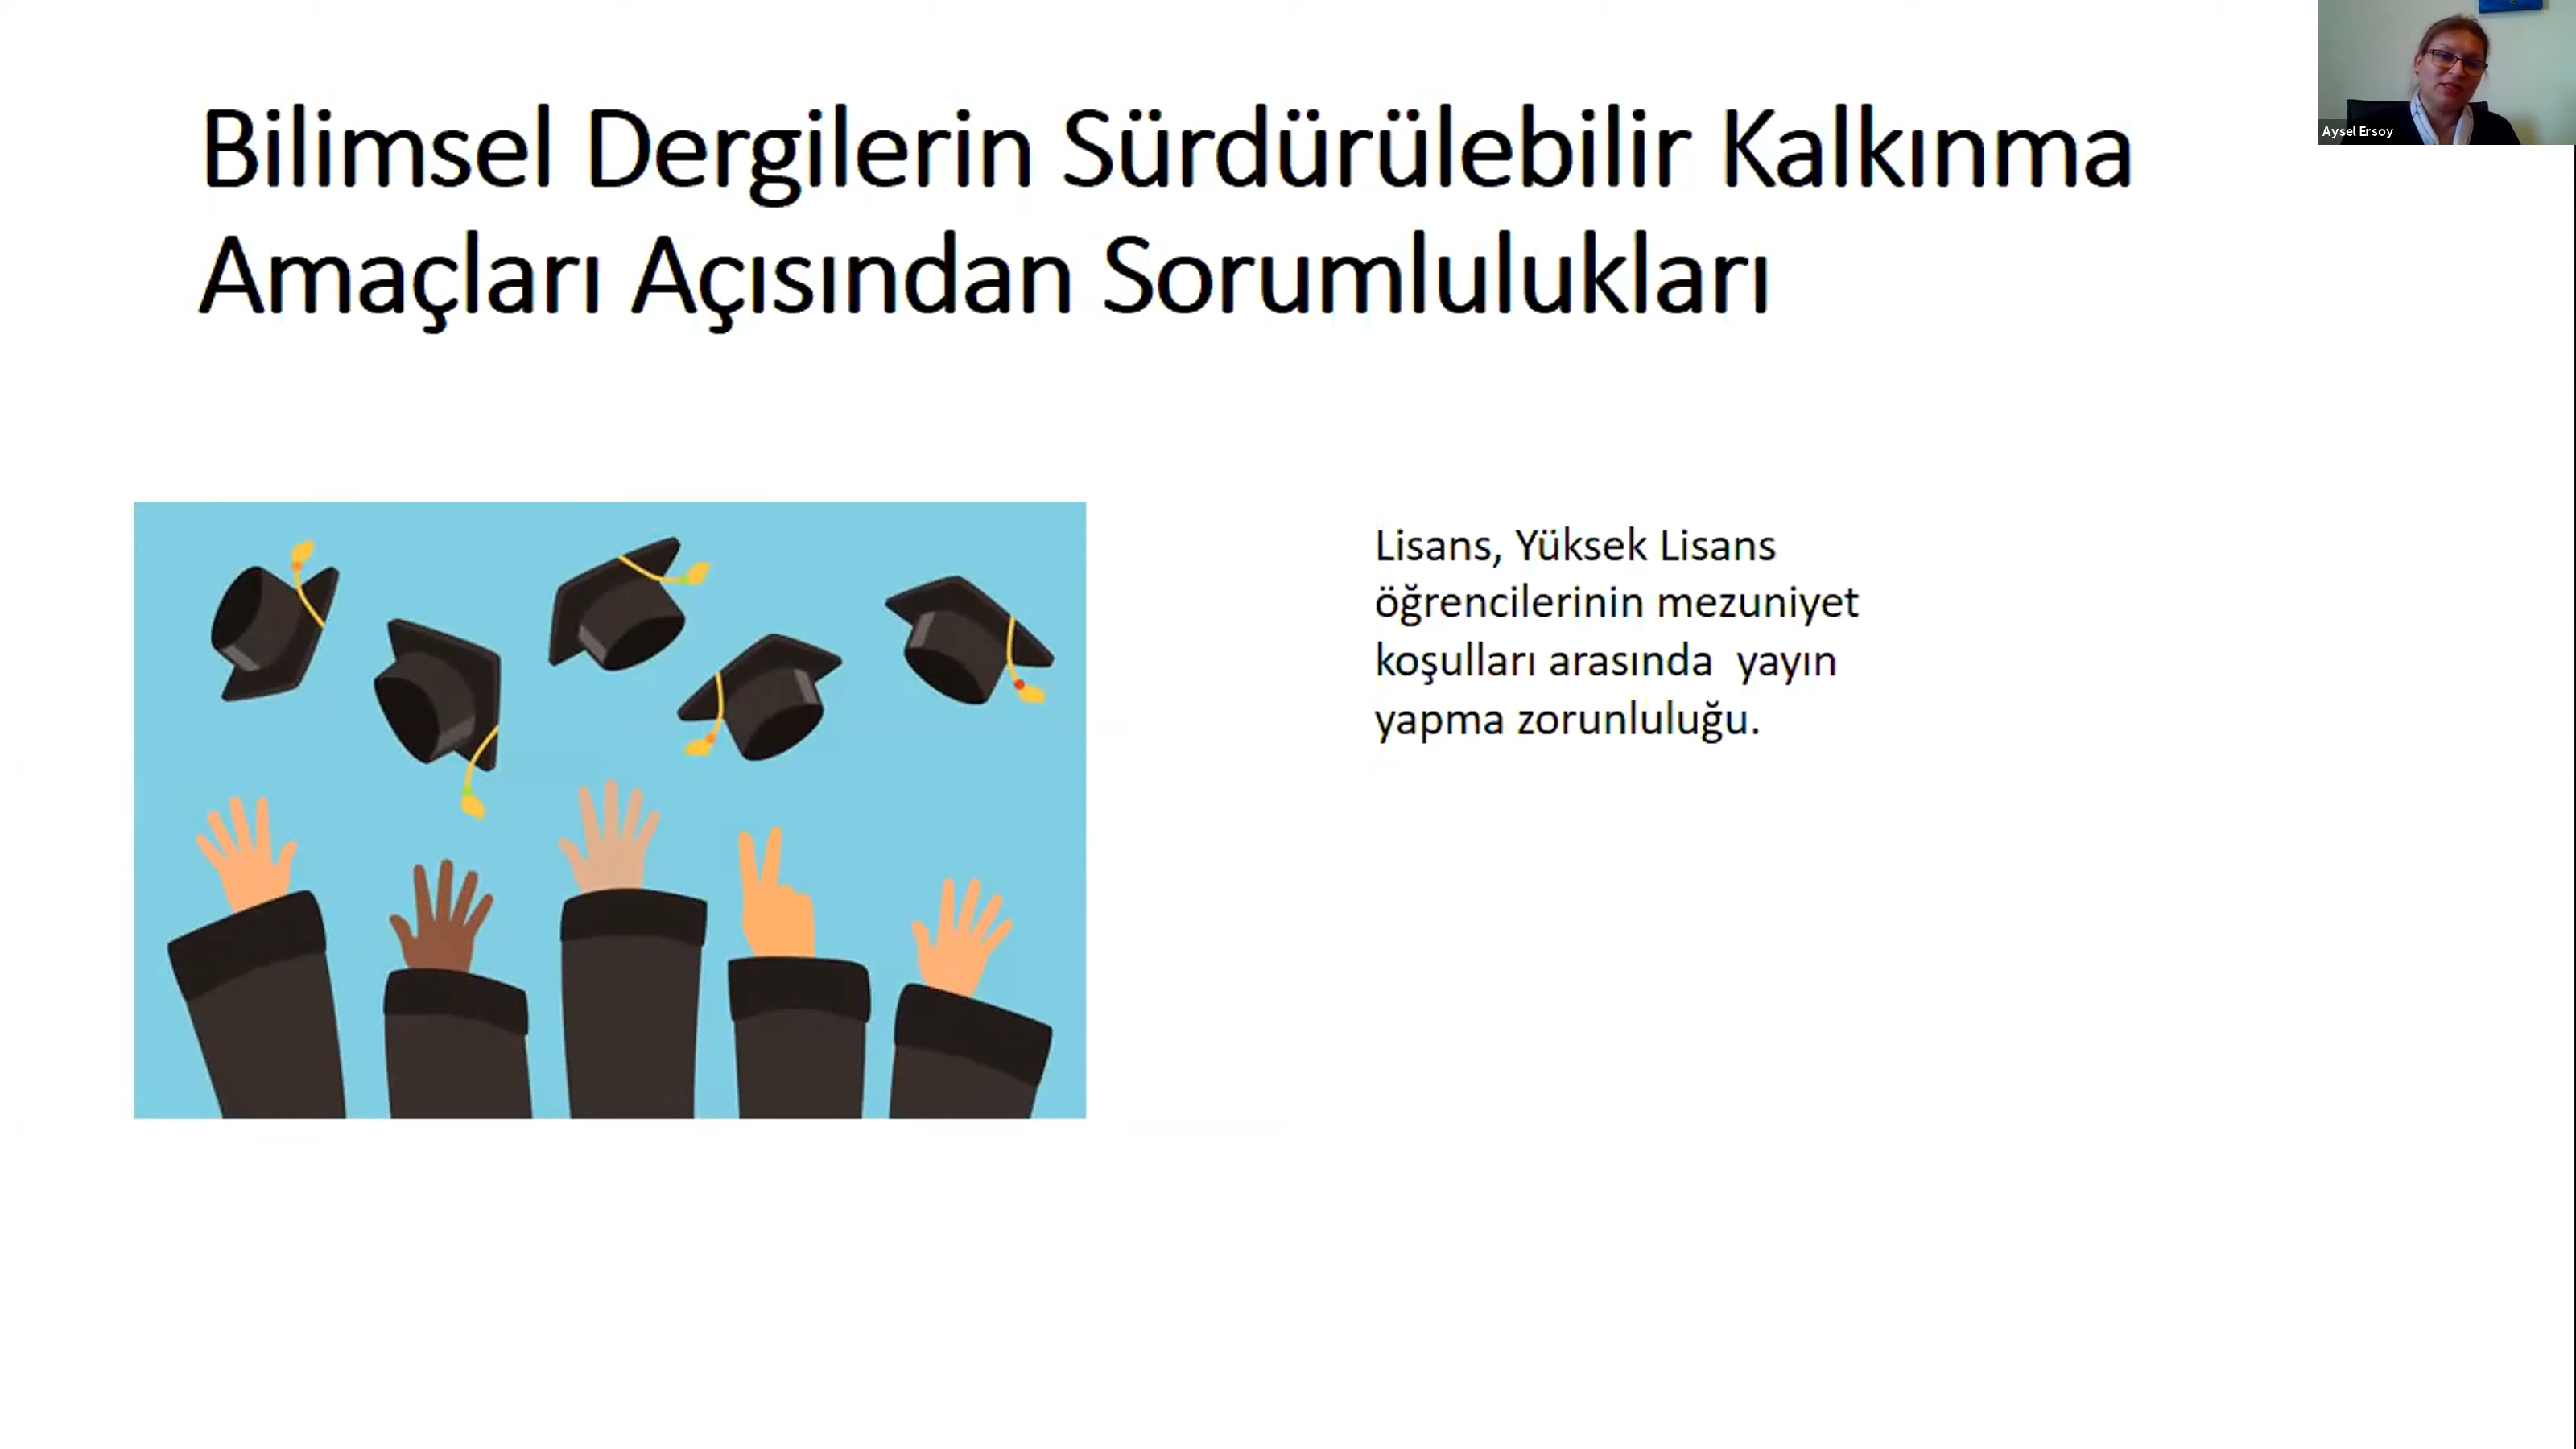 Bilimsel Dergilerin Sürdürülebilir Kalkınma
Amaçları Açısından Sorumlulukları
Aysel Ersoy
Lisans, Yüksek Lisans
öğrencilerinin mezuniyet
koşulları arasında  yayın
yapma zorunluluğu.